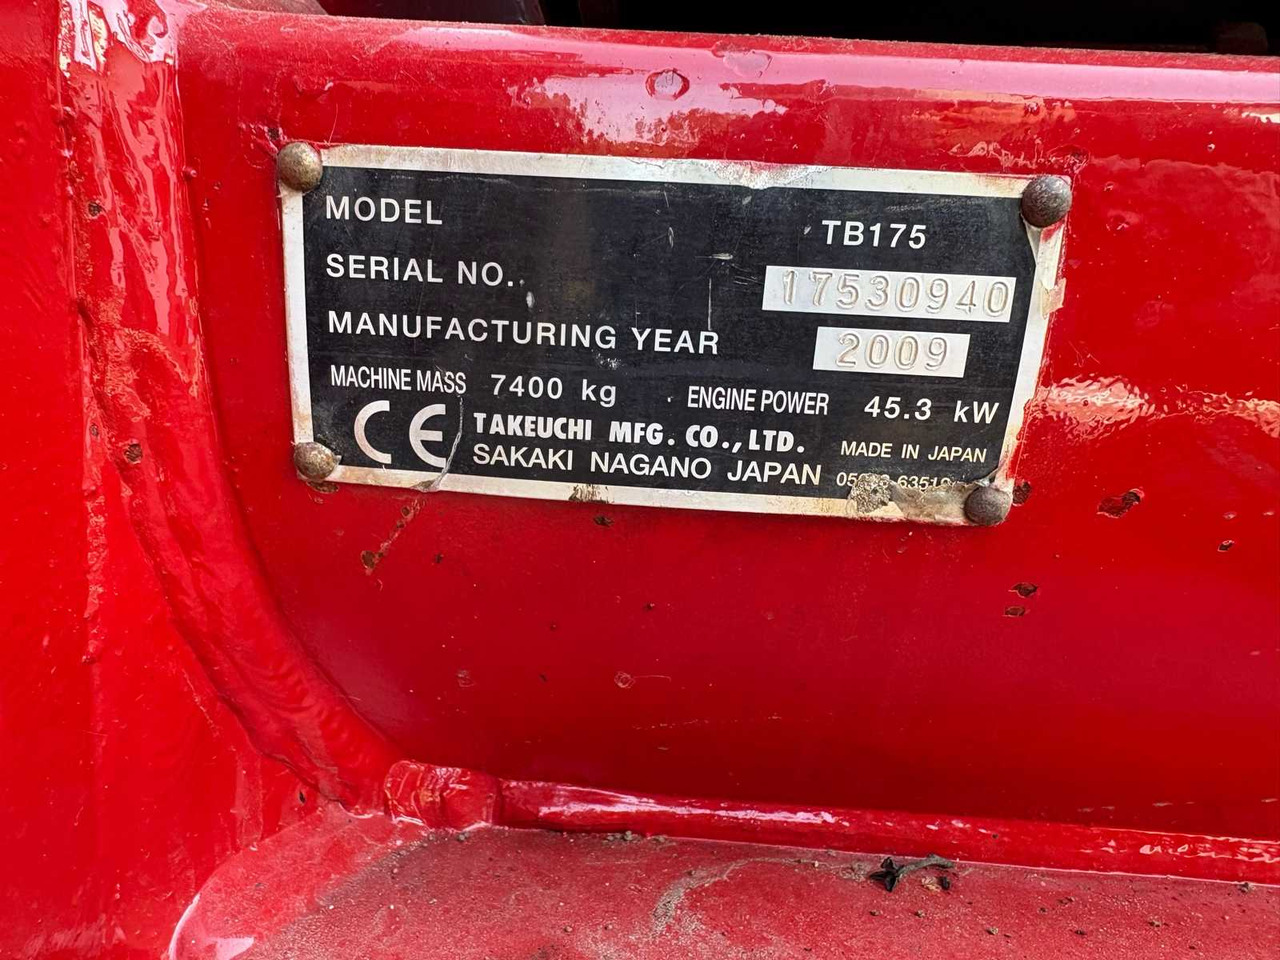 MODEL TB175
SERIAL NO. 17530940
MANUFACTURING YEAR 2009
MACHINE MASS 7400 kg ENGINE POWER 45.3 kW
CE TAKEUCHI MFG. CO., LTD. MADE IN JAPAN
SAKAKI NAGANO JAPAN